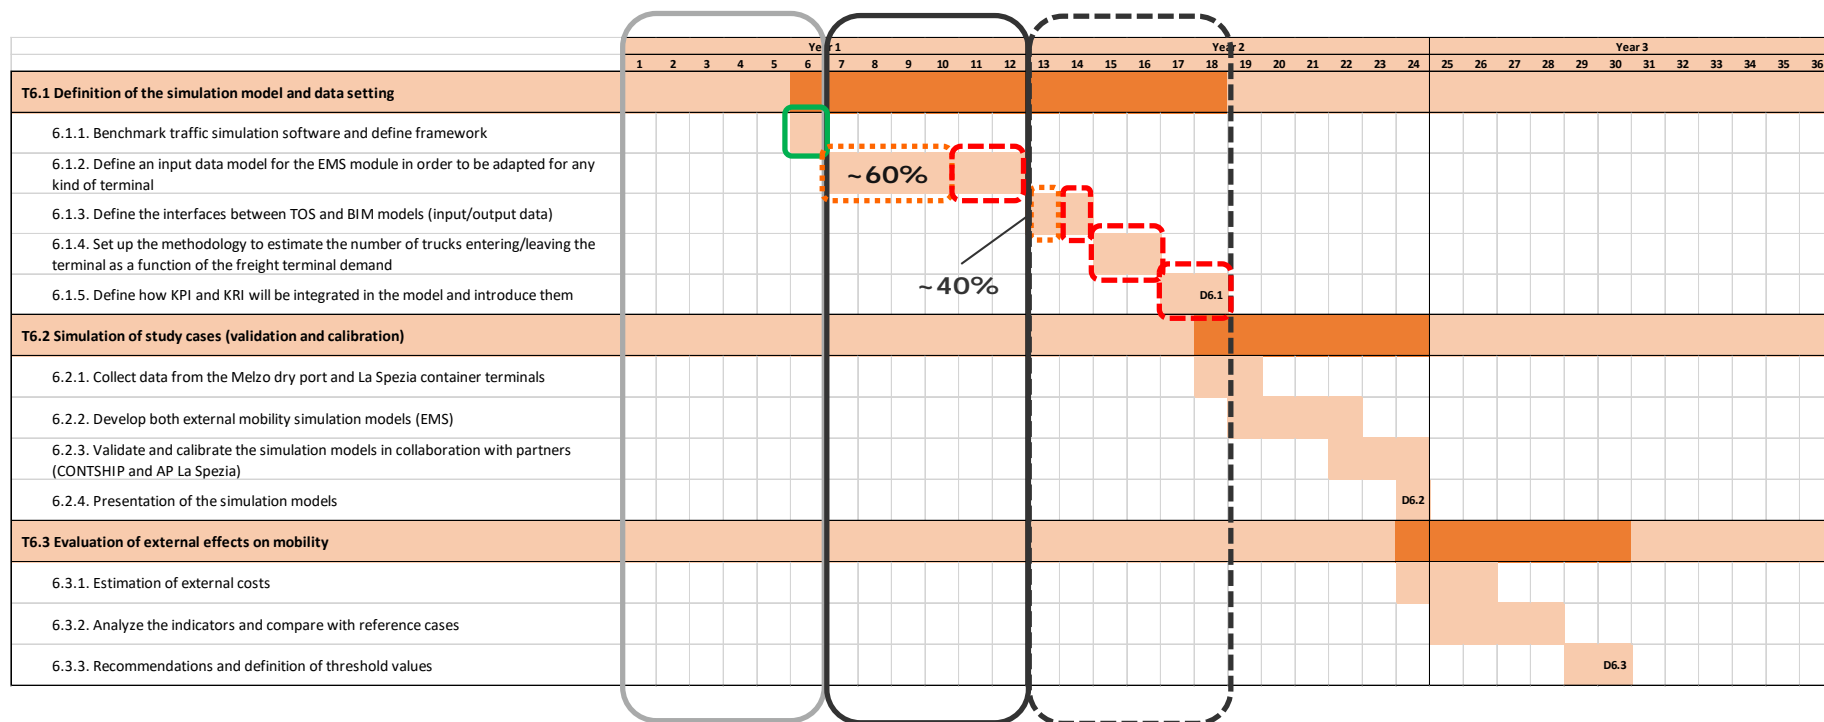 Year 1 Year 2 Year 3
1 2 3 4 5 6 7 8 9 10 11 12 13 14 15 16 17 18 19 20 21 22 23 24 25 26 27 28 29 30 31 32 33 34 35 36
T6.1 Definition of the simulation model and data setting
6.1.1. Benchmark traffic simulation software and define framework
6.1.2. Define an input data model for the EMS module in order to be adapted for any
kind of terminal
~60%
6.1.3. Define the interfaces between TOS and BIM models (input/output data)
6.1.4. Set up the methodology to estimate the number of trucks entering/leaving the
terminal as a function of the freight terminal demand
~40%
6.1.5. Define how KPI and KRI will be integrated in the model and introduce them
D6.1
T6.2 Simulation of study cases (validation and calibration)
6.2.1. Collect data from the Melzo dry port and La Spezia container terminals
6.2.2. Develop both external mobility simulation models (EMS)
6.2.3. Validate and calibrate the simulation models in collaboration with partners
(CONTSHIP and AP La Spezia)
6.2.4. Presentation of the simulation models
D6.2
T6.3 Evaluation of external effects on mobility
6.3.1. Estimation of external costs
6.3.2. Analyze the indicators and compare with reference cases
6.3.3. Recommendations and definition of threshold values
D6.3